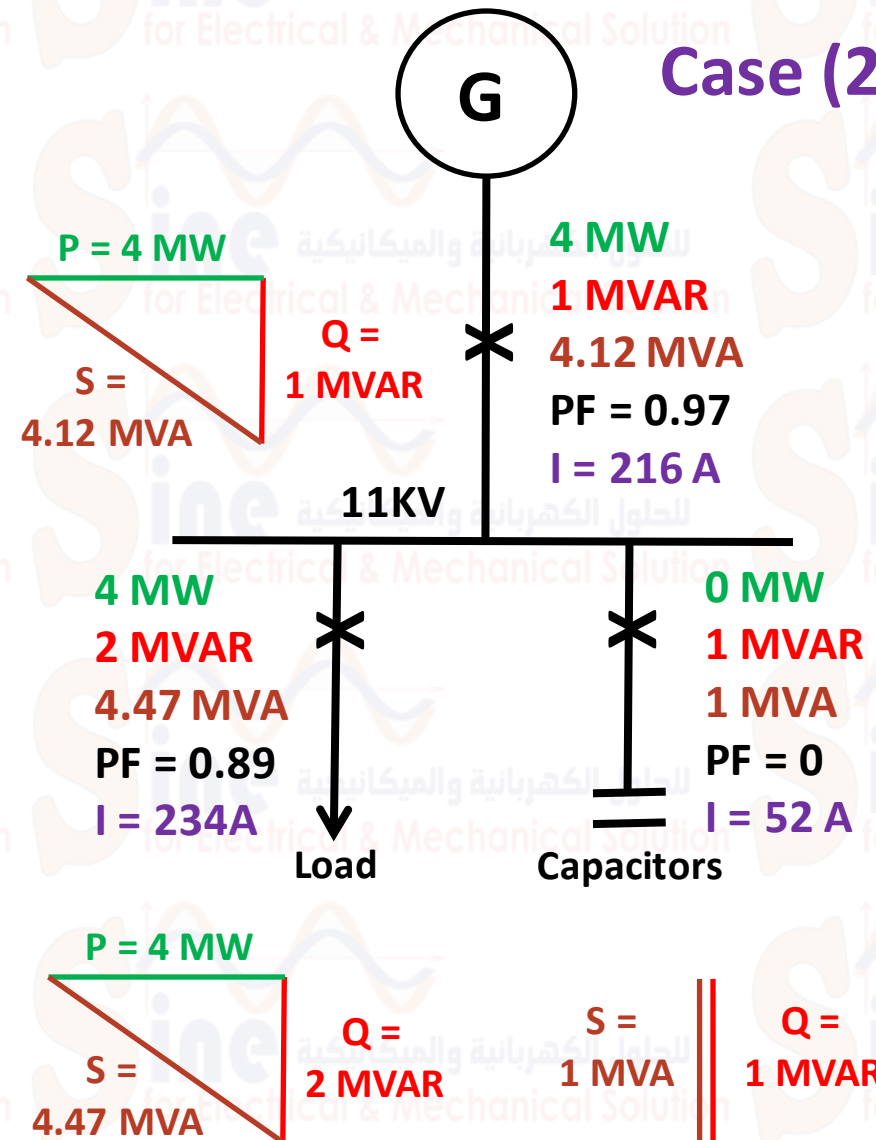 G
Case (2
P = 4 MW
Q =
1 MVAR
S =
4.12 MVA
4 MW
1 MVAR
4.12 MVA
PF = 0.97
I = 216 A
11KV
4 MW
2 MVAR
4.47 MVA
PF = 0.89
I = 234A
Load
0 MW
1 MVAR
1 MVA
PF = 0
I = 52 A
Capacitors
P = 4 MW
Q =
2 MVAR
S =
4.47 MVA
S =
1 MVA
Q =
1 MVAR
Sine
للحلول الكهربائية والميكانيكية
for Electrical & Mechanical Solution